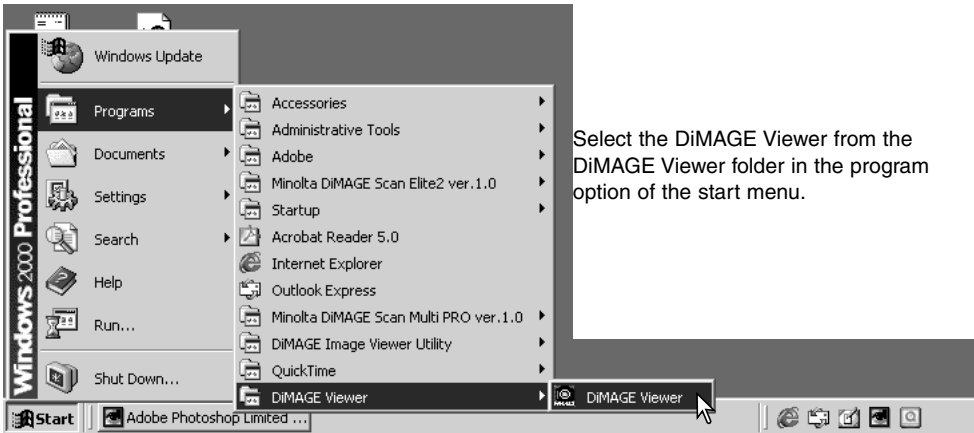 Windows 2000 Professional
Windows Update
Programs
Documents
Settings
Search
Help
Run...
Shut Down...
Accessories
Administrative Tools
Adobe
Minolta DiMAGE Scan Elite2 ver.1.0
Startup
Acrobat Reader 5.0
Internet Explorer
Outlook Express
Minolta DiMAGE Scan Multi PRO ver.1.0
DiMAGE Image Viewer Utility
QuickTime
DiMAGE Viewer
DiMAGE Viewer
Start
Adobe Photoshop Limited ...
Select the DiMAGE Viewer from the
DiMAGE Viewer folder in the program
option of the start menu.